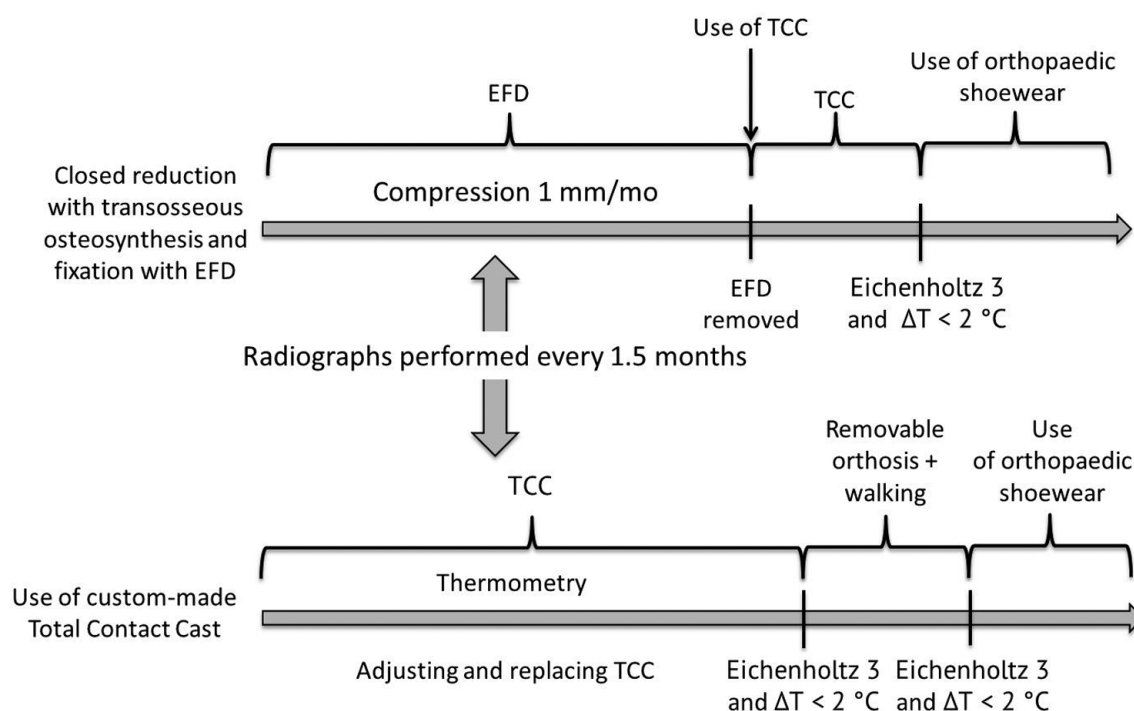 Use of TCC
EFD
TCC
Use of orthopaedic
shoewear
Closed reduction
with transosseous
osteosynthesis and
fixation with EFD
Compression 1 mm/mo
EFD
removed
Eichenholtz 3
and ΔT < 2 °C
Radiographs performed every 1.5 months
TCC
Removable
orthosis +
walking
Use
of orthopaedic
shoewear
Use of custom-made
Total Contact Cast
Thermometry
Adjusting and replacing TCC
Eichenholtz 3
and ΔT < 2 °C
Eichenholtz 3
and ΔT < 2 °C